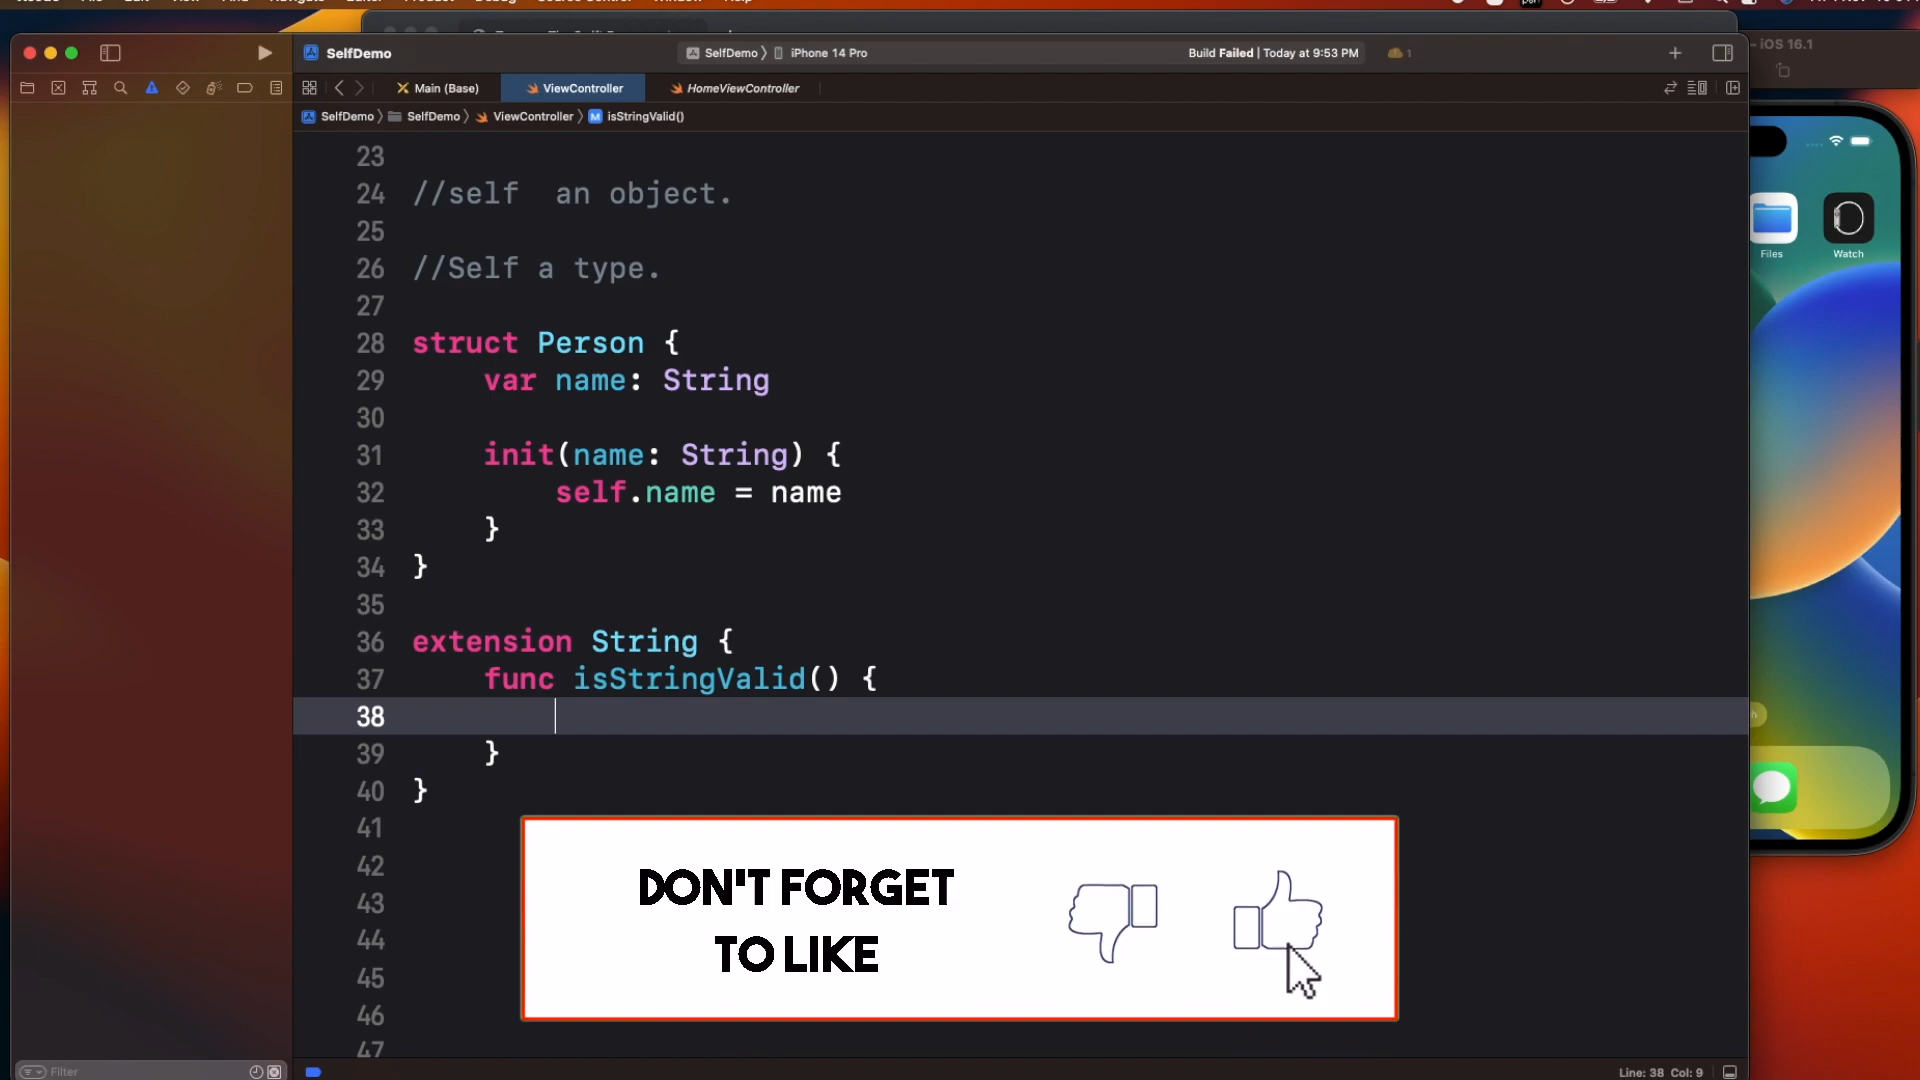 SelfDemo
SelfDemo
iPhone 14 Pro
Build Failed | Today at 9:53 PM
1
iOS 16.1
Main (Base)
ViewController
HomeViewController
SelfDemo
SelfDemo
ViewController
M
isStringValid()
23
24 //self  an object.
25
26 //Self a type.
27
28 struct Person {
29 var name: String
30
31 init(name: String) {
32 self.name = name
33 }
34 }
35
36 extension String {
37 func isStringValid() {
38
39 }
40 }
41
42
43
44
45
46
47
Files
Watch
DON'T FORGET
TO LIKE
Filter
Line: 38 Col: 9